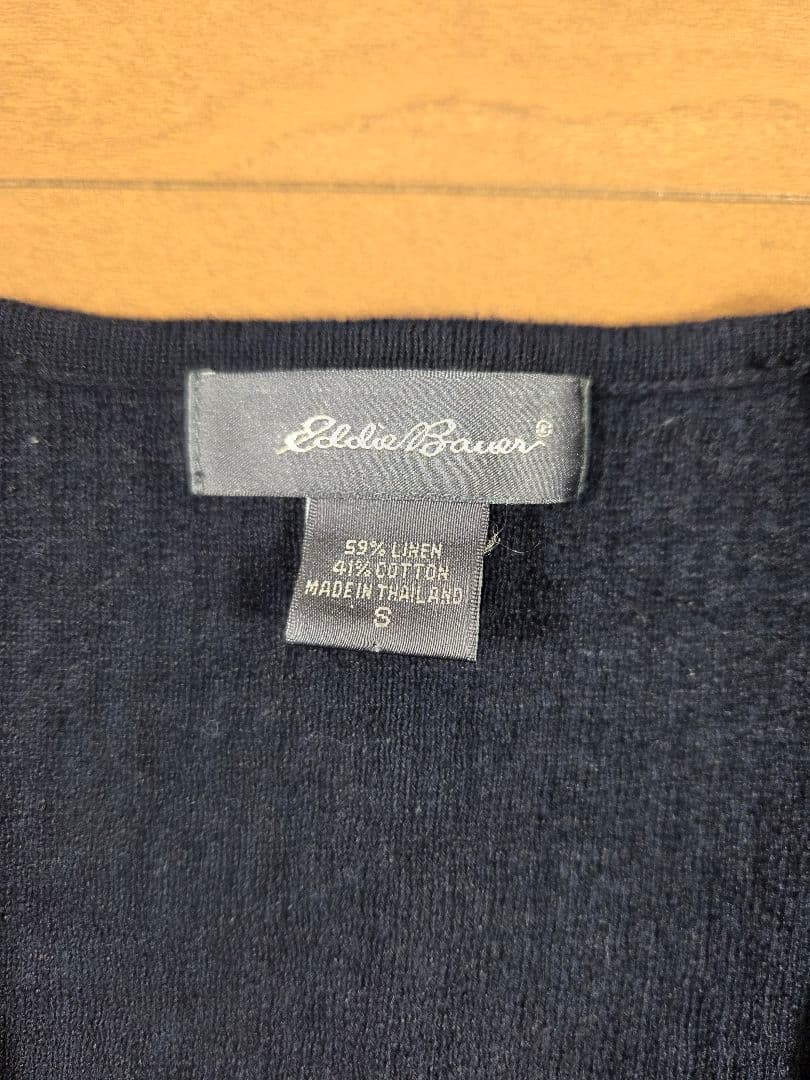 Eddie Bauer®
59% LINEN
41% COTTON
MADE IN THAILAND
S